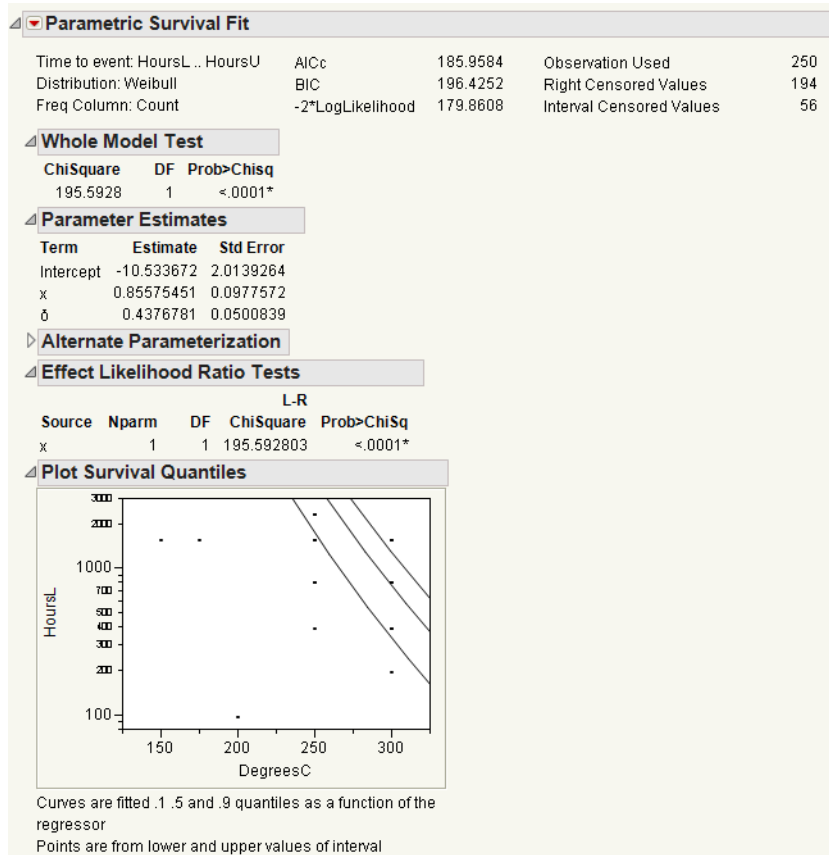 Parametric Survival Fit
Time to event: HoursL .. HoursU AICc 185.9584 Observation Used 250
Distribution: Weibull BIC 196.4252 Right Censored Values 194
Freq Column: Count -2*LogLikelihood 179.8608 Interval Censored Values 56
Whole Model Test
ChiSquare DF Prob>Chisq
195.5928 1 <.0001*
Parameter Estimates
Term Estimate Std Error
Intercept -10.533672 2.0139264
x 0.85575451 0.0977572
ð 0.4376781 0.0500839
Alternate Parameterization
Effect Likelihood Ratio Tests
L-R
Source Nparm DF ChiSquare Prob>ChiSq
x 1 1 195.592803 <.0001*
Plot Survival Quantiles
3000
2000
1000
700
500
400
300
200
100
HoursL
150 200 250 300
DegreesC
Curves are fitted .1 .5 and .9 quantiles as a function of the
regressor
Points are from lower and upper values of interval